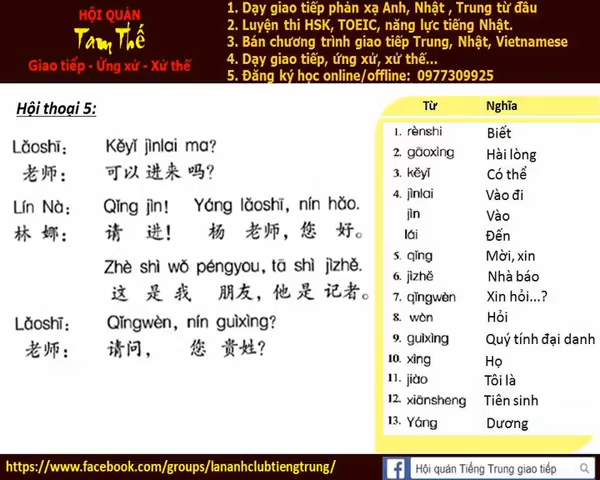 HỘI QUÁN
Tam Thế
Giao tiếp - Ứng xử - Xử thế
1. Dạy giao tiếp phản xạ Anh, Nhật , Trung từ đầu
2. Luyện thi HSK, TOEIC, năng lực tiếng Nhật.
3. Bán chương trình giao tiếp Trung, Nhật, Vietnamese
4. Dạy giao tiếp, ứng xử, xử thế...
5. Đăng ký học online/offline: 0977309925
Hội thoại 5:
Lǎoshī: Kěyǐ jìnlai ma?
老师: 可以 进来 吗?
Lín Nà: Qǐng jìn! Yáng lǎoshī, nín hǎo.
林 娜: 请 进! 杨 老师, 您 好。
Zhè shì wǒ péngyou, tā shì jìzhě.
这 是 我 朋友, 他 是 记者。
Lǎoshī: Qǐngwèn, nín guìxìng?
老师: 请问, 您 贵姓?
Từ Nghĩa
1. rènshi Biết
2. gāoxìng Hài lòng
3. kěyǐ Có thể
4. jìnlai Vào đi
jìn Vào
lái Đến
5. qǐng Mời, xin
6. jìzhě Nhà báo
7. qǐngwèn Xin hỏi...?
8. wèn Hỏi
9. guìxìng Quý tính đại danh
10. xìng Họ
11. jiào Tôi là
12. xiānsheng Tiên sinh
13. Yáng Dương
https://www.facebook.com/groups/lananhclubtiengtrung/
f Hội quán Tiếng Trung giao tiếp